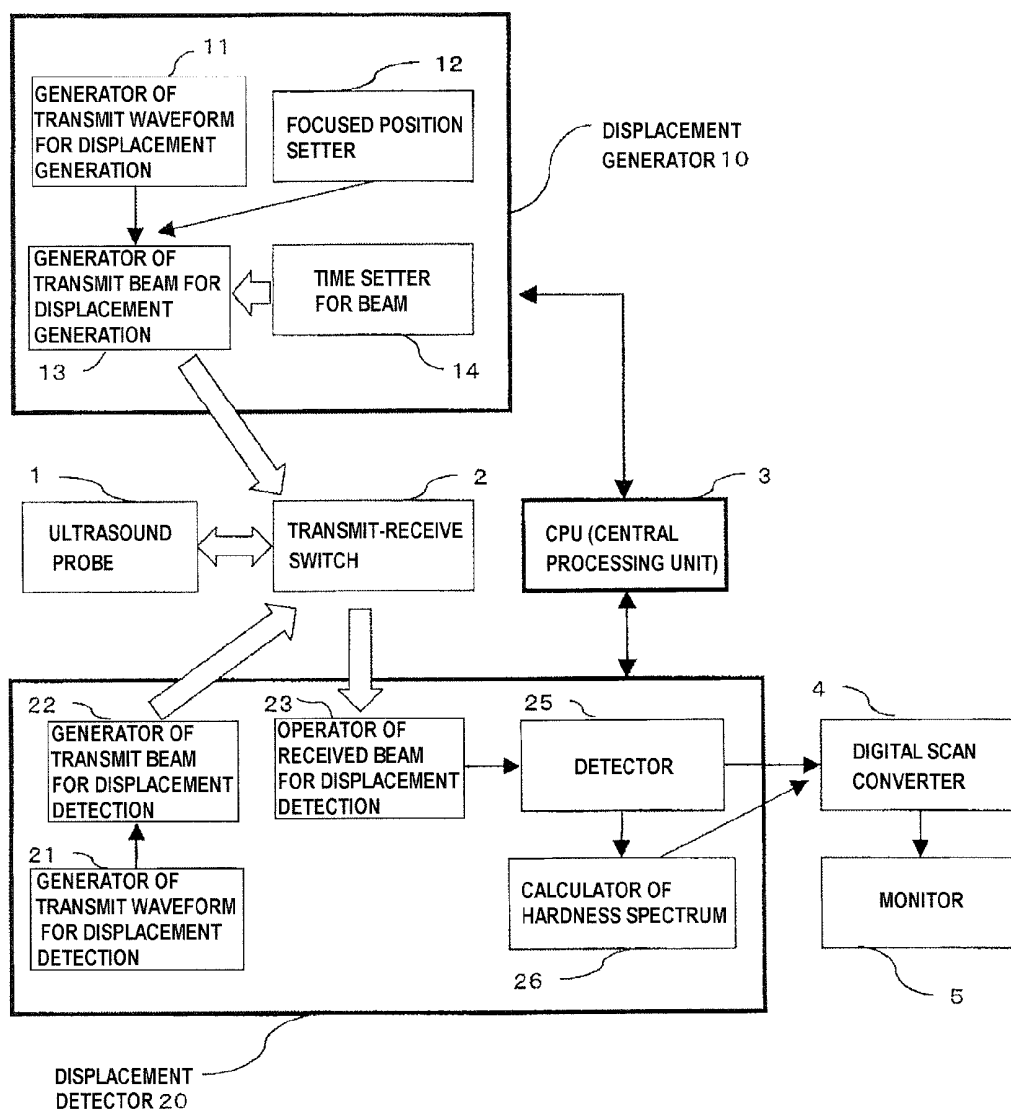 11
GENERATOR OF
TRANSMIT WAVEFORM
FOR DISPLACEMENT
GENERATION
12
FOCUSED POSITION
SETTER
DISPLACEMENT
GENERATOR 10
GENERATOR OF
TRANSMIT BEAM FOR
DISPLACEMENT
GENERATION
13
TIME SETTER
FOR BEAM
14
1
ULTRASOUND
PROBE
2
TRANSMIT-RECEIVE
SWITCH
3
CPU (CENTRAL
PROCESSING UNIT)
22
GENERATOR OF
TRANSMIT BEAM
FOR DISPLACEMENT
DETECTION
23
OPERATOR OF
RECEIVED BEAM
FOR DISPLACEMENT
DETECTION
25
DETECTOR
4
DIGITAL SCAN
CONVERTER
21
GENERATOR OF
TRANSMIT WAVEFORM
FOR DISPLACEMENT
DETECTION
CALCULATOR OF
HARDNESS SPECTRUM
26
MONITOR
5
DISPLACEMENT
DETECTOR 20